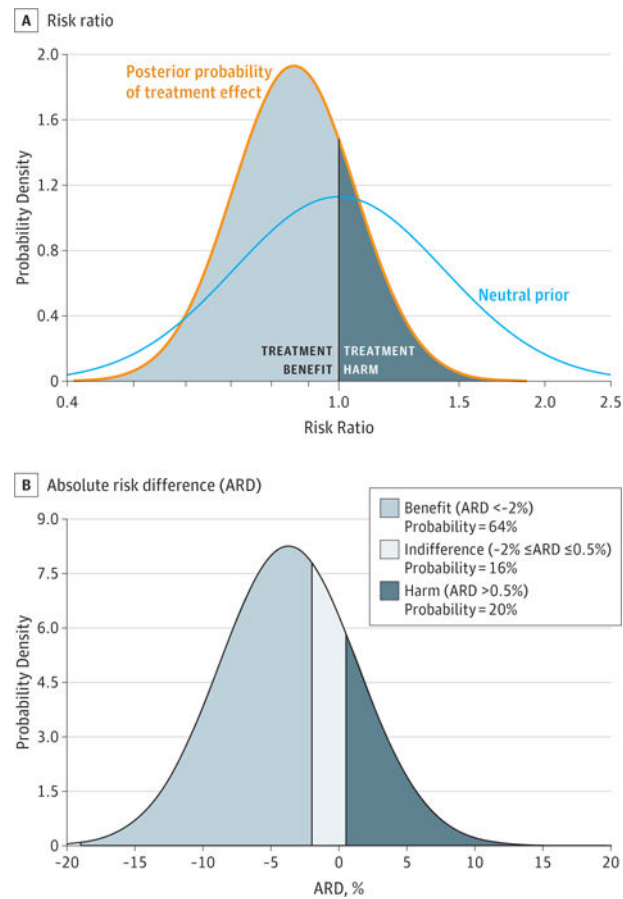 A Risk ratio
2.0
Posterior probability
of treatment effect
1.6
1.2
Probability Density
0.8
Neutral prior
0.4
TREATMENT TREATMENT
BENEFIT HARM
0
0.4 1.0 1.5 2.0 2.5
Risk Ratio
B Absolute risk difference (ARD)
9.0
Benefit (ARD <-2%)
Probability = 64%
Indifference (-2% ≤ARD ≤0.5%)
Probability = 16%
Harm (ARD >0.5%)
Probability = 20%
7.5
6.0
Probability Density
4.5
3.0
1.5
0
-20 -15 -10 -5 0 5 10 15 20
ARD, %